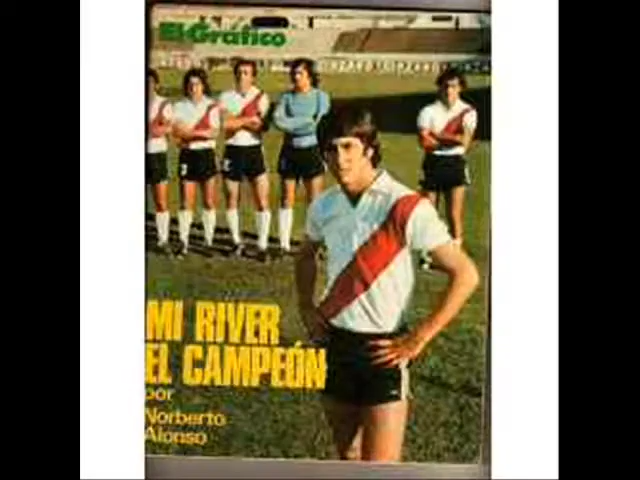 El Gráfico
MI RIVER
EL CAMPEÓN
por
Norberto
Alonso